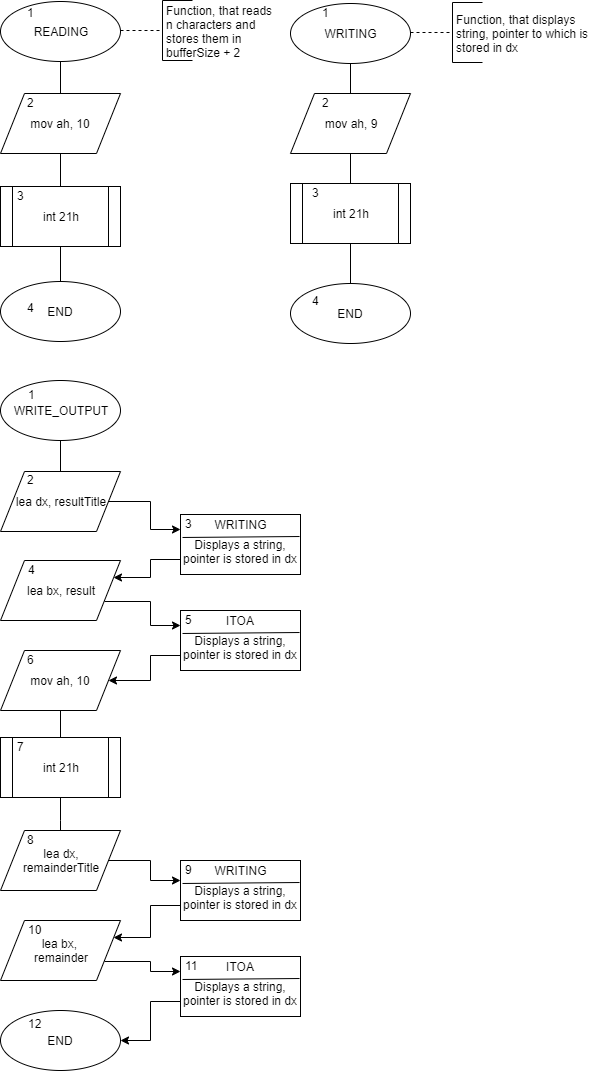 1
READING
Function, that reads
n characters and
stores them in
bufferSize + 2
2
mov ah, 10
3
int 21h
4 END
1
WRITING
Function, that displays
string, pointer to which is
stored in dx
2
mov ah, 9
3
int 21h
4
END
1
WRITE_OUTPUT
2
lea dx, resultTitle
3 WRITING
Displays a string,
pointer is stored in dx
4
lea bx, result
5 ITOA
Displays a string,
pointer is stored in dx
6
mov ah, 10
7
int 21h
8
lea dx,
remainderTitle
9 WRITING
Displays a string,
pointer is stored in dx
10
lea bx,
remainder
11 ITOA
Displays a string,
pointer is stored in dx
12
END